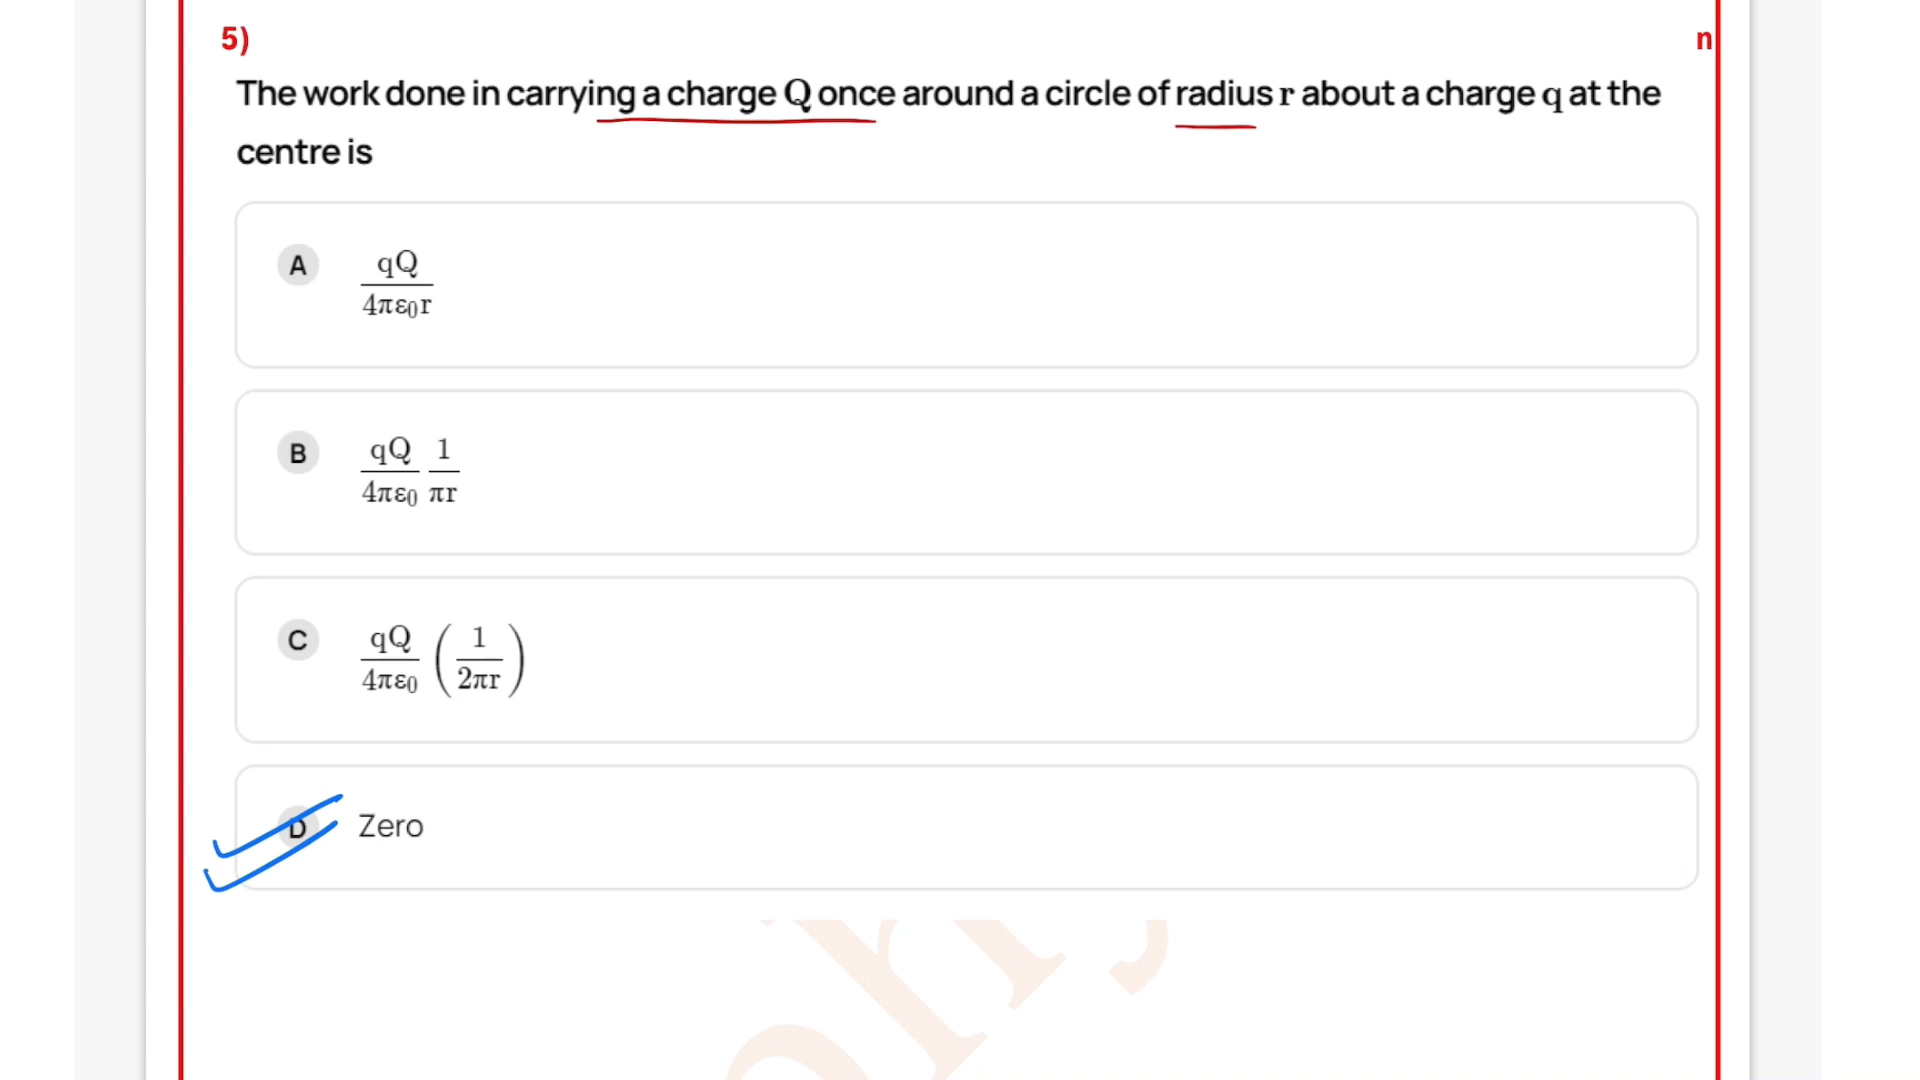 5) n
The work done in carrying a charge Q once around a circle of radius r about a charge q at the
centre is
A qQ/4πε₀r
B qQ/4πε₀ 1/πr
C qQ/4πε₀ (1/2πr)
D Zero